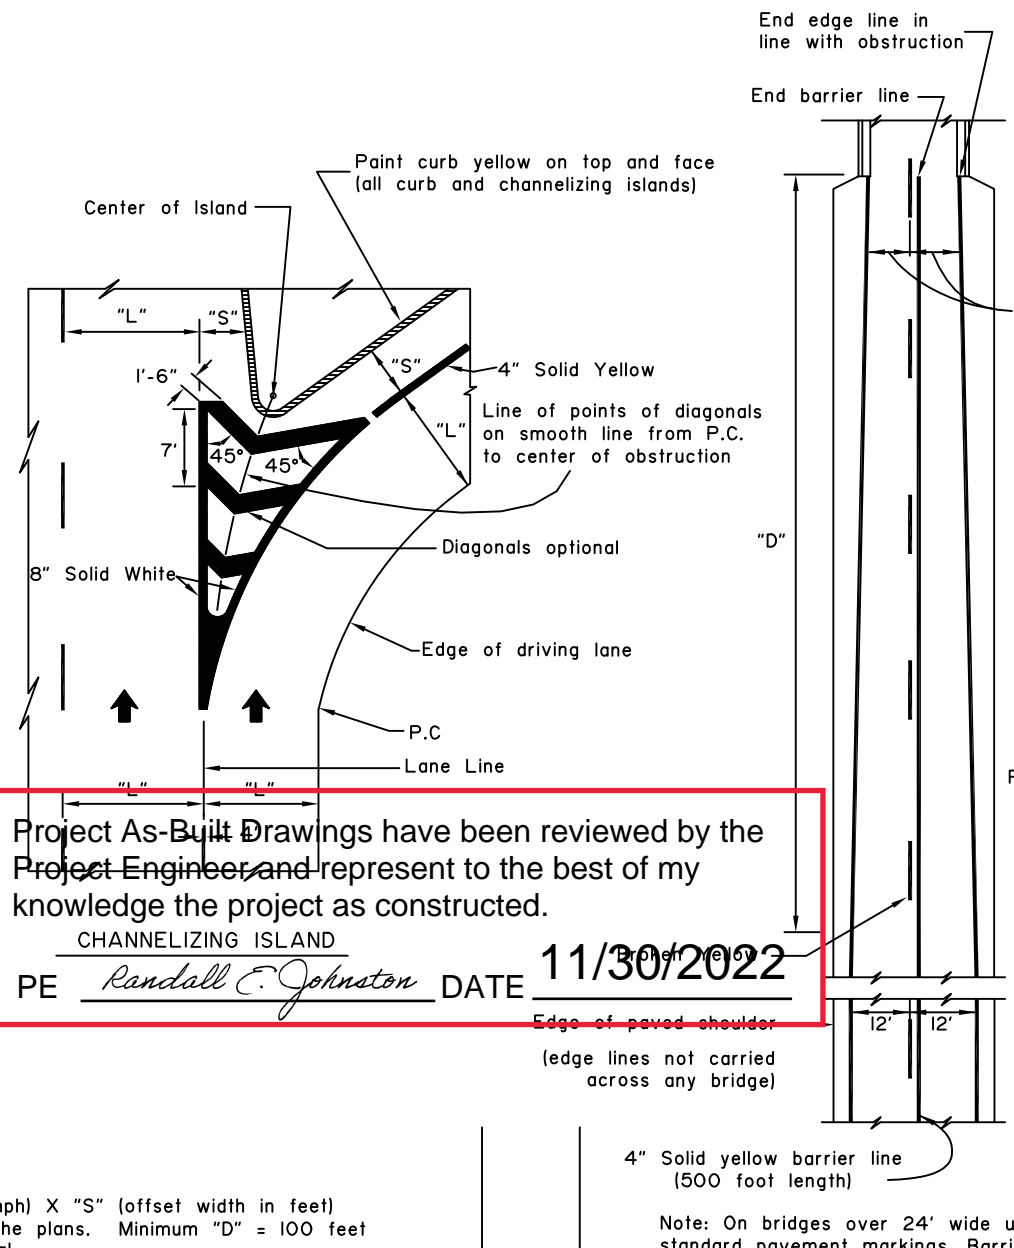 End edge line in
line with obstruction
End barrier line
Paint curb yellow on top and face
(all curb and channelizing islands)
Center of Island
"L"
"S"
1'-6"
"S"
4" Solid Yellow
Line of points of diagonals
on smooth line from P.C.
to center of obstruction
"L"
7'
45°
45°
"D"
Diagonals optional
8" Solid White
Edge of driving lane
P.C
Lane Line
"L"
"L"
4'
Project As-Built Drawings have been reviewed by the
Project Engineer and represent to the best of my
knowledge the project as constructed.
CHANNELIZING ISLAND
PE Randall E. Johnston DATE 11/30/2022
Broken Yellow
Edge of paved shoulder
12'
12'
(edge lines not carried
across any bridge)
4" Solid yellow barrier line
(500 foot length)
ph) X "S" (offset width in feet)
he plans. Minimum "D" = 100 feet
Note: On bridges over 24' wide u
standard pavement markings. Barri